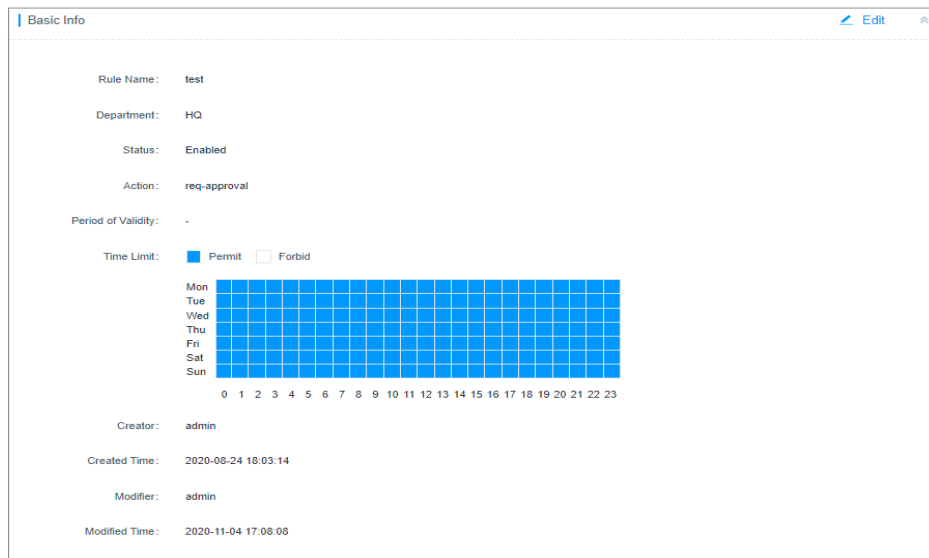 Basic Info Edit
Rule Name: test
Department: HQ
Status: Enabled
Action: req-approval
Period of Validity: -
Time Limit: Permit Forbid
Mon
Tue
Wed
Thu
Fri
Sat
Sun
0 1 2 3 4 5 6 7 8 9 10 11 12 13 14 15 16 17 18 19 20 21 22 23
Creator: admin
Created Time: 2020-08-24 18:03:14
Modifier: admin
Modified Time: 2020-11-04 17:08:08